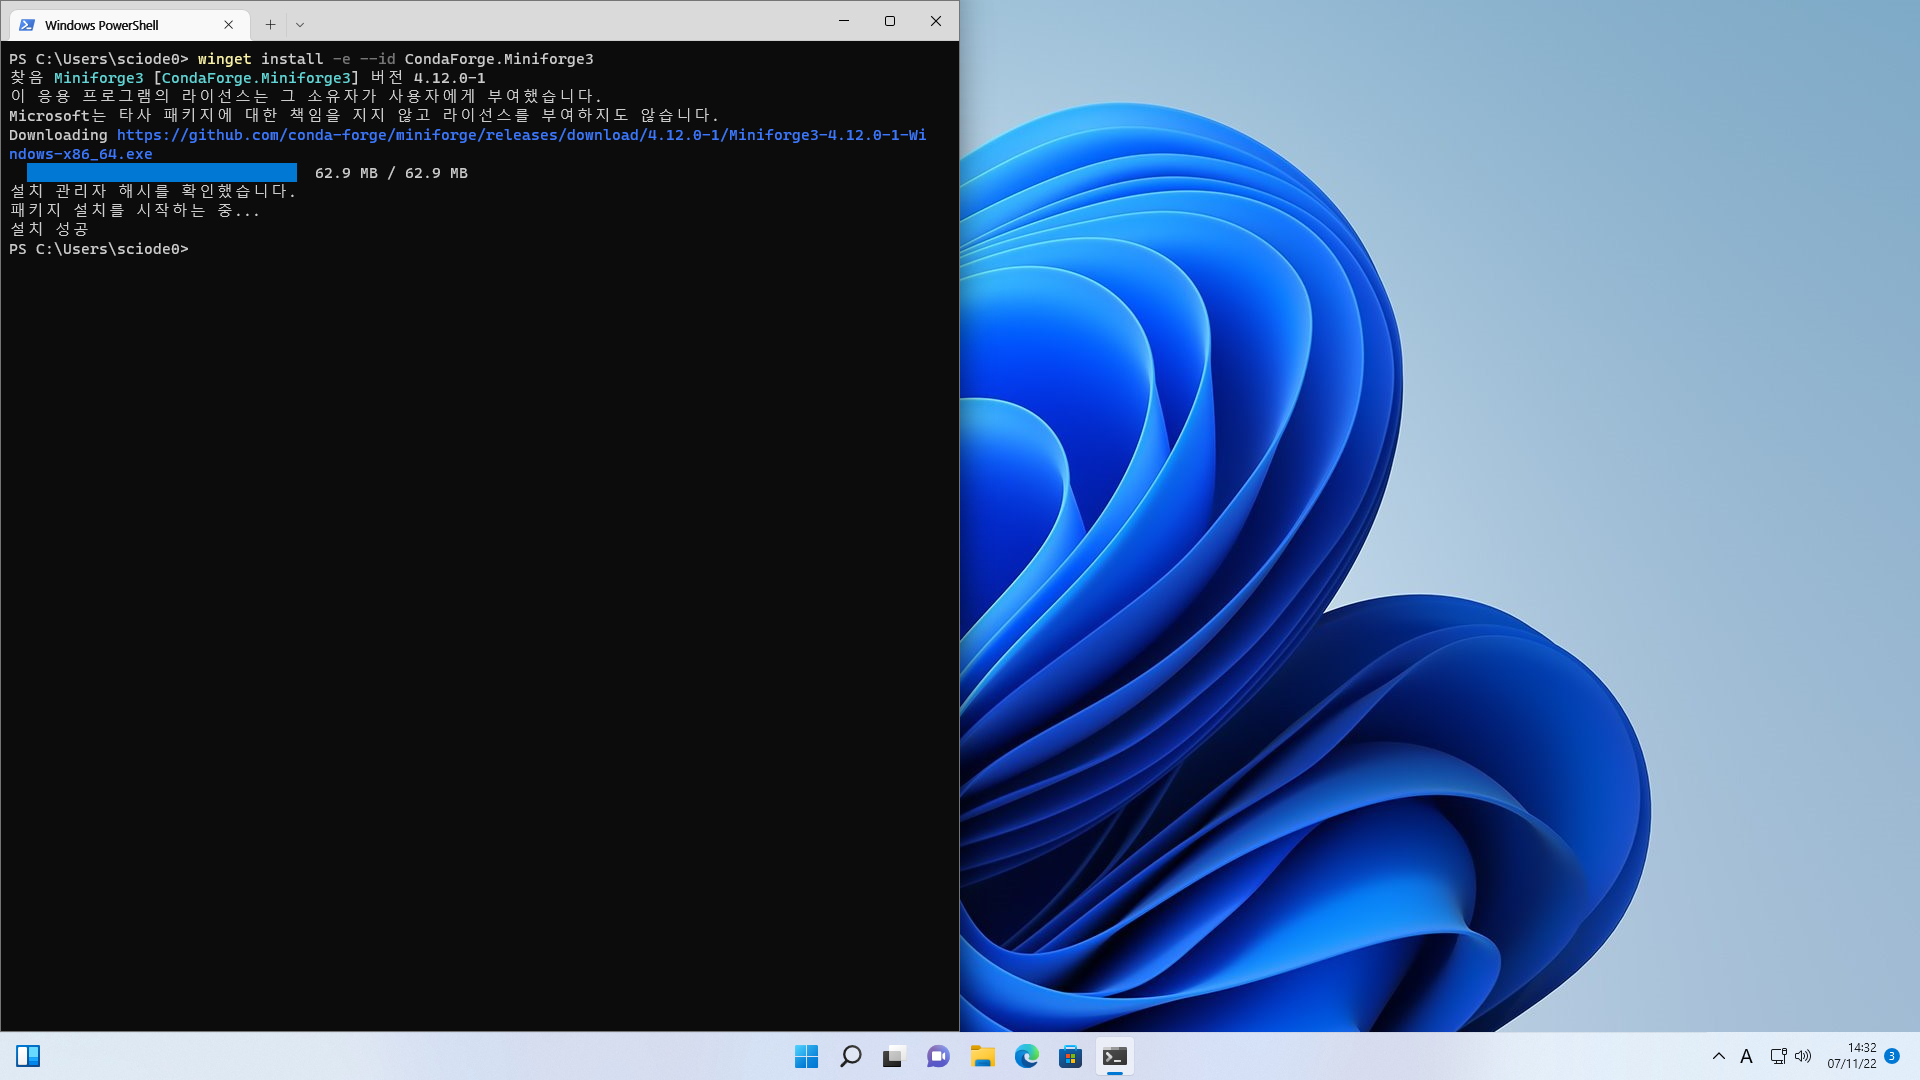 Windows PowerShell
PS C:\Users\sciode0> winget install -e --id CondaForge.Miniforge3
찾음 Miniforge3 [CondaForge.Miniforge3] 버전 4.12.0-1
이 응용 프로그램의 라이선스는 그 소유자가 사용자에게 부여했습니다.
Microsoft는 타사 패키지에 대한 책임을 지지 않고 라이선스를 부여하지도 않습니다.
Downloading https://github.com/conda-forge/miniforge/releases/download/4.12.0-1/Miniforge3-4.12.0-1-Wi
ndows-x86_64.exe
62.9 MB / 62.9 MB
설치 관리자 해시를 확인했습니다.
패키지 설치를 시작하는 중...
설치 성공
PS C:\Users\sciode0>
A
14:32
07/11/22
3